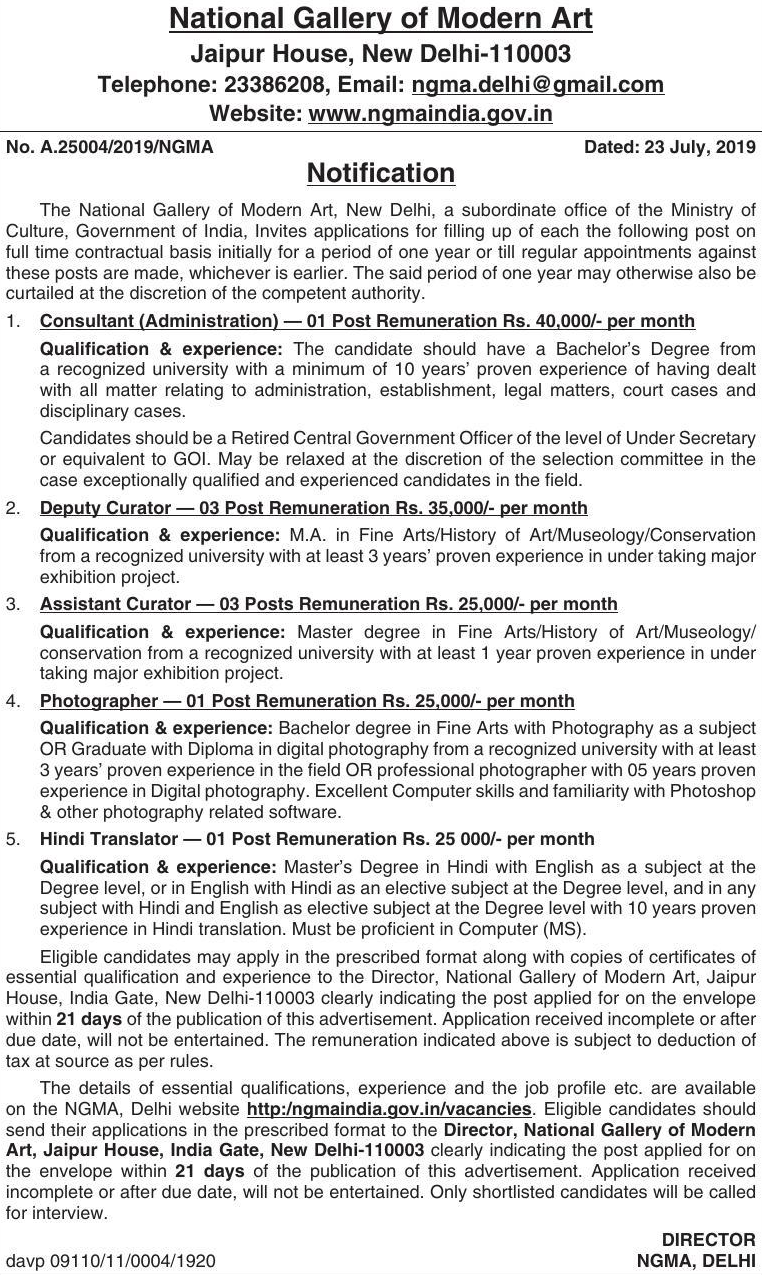 National Gallery of Modern Art
Jaipur House, New Delhi-110003
Telephone: 23386208, Email: ngma.delhi@gmail.com
Website: www.ngmaindia.gov.in
No. A.25004/2019/NGMA Dated: 23 July, 2019
Notification
The National Gallery of Modern Art, New Delhi, a subordinate office of the Ministry of
Culture, Government of India, Invites applications for filling up of each the following post on
full time contractual basis initially for a period of one year or till regular appointments against
these posts are made, whichever is earlier. The said period of one year may otherwise also be
curtailed at the discretion of the competent authority.
1. Consultant (Administration) — 01 Post Remuneration Rs. 40,000/- per month
Qualification & experience: The candidate should have a Bachelor's Degree from
a recognized university with a minimum of 10 years' proven experience of having dealt
with all matter relating to administration, establishment, legal matters, court cases and
disciplinary cases.
Candidates should be a Retired Central Government Officer of the level of Under Secretary
or equivalent to GOI. May be relaxed at the discretion of the selection committee in the
case exceptionally qualified and experienced candidates in the field.
2. Deputy Curator — 03 Post Remuneration Rs. 35,000/- per month
Qualification & experience: M.A. in Fine Arts/History of Art/Museology/Conservation
from a recognized university with at least 3 years' proven experience in under taking major
exhibition project.
3. Assistant Curator — 03 Posts Remuneration Rs. 25,000/- per month
Qualification & experience: Master degree in Fine Arts/History of Art/Museology/
conservation from a recognized university with at least 1 year proven experience in under
taking major exhibition project.
4. Photographer — 01 Post Remuneration Rs. 25,000/- per month
Qualification & experience: Bachelor degree in Fine Arts with Photography as a subject
OR Graduate with Diploma in digital photography from a recognized university with at least
3 years' proven experience in the field OR professional photographer with 05 years proven
experience in Digital photography. Excellent Computer skills and familiarity with Photoshop
& other photography related software.
5. Hindi Translator — 01 Post Remuneration Rs. 25 000/- per month
Qualification & experience: Master's Degree in Hindi with English as a subject at the
Degree level, or in English with Hindi as an elective subject at the Degree level, and in any
subject with Hindi and English as elective subject at the Degree level with 10 years proven
experience in Hindi translation. Must be proficient in Computer (MS).
Eligible candidates may apply in the prescribed format along with copies of certificates of
essential qualification and experience to the Director, National Gallery of Modern Art, Jaipur
House, India Gate, New Delhi-110003 clearly indicating the post applied for on the envelope
within 21 days of the publication of this advertisement. Application received incomplete or after
due date, will not be entertained. The remuneration indicated above is subject to deduction of
tax at source as per rules.
The details of essential qualifications, experience and the job profile etc. are available
on the NGMA, Delhi website http:/ngmaindia.gov.in/vacancies. Eligible candidates should
send their applications in the prescribed format to the Director, National Gallery of Modern
Art, Jaipur House, India Gate, New Delhi-110003 clearly indicating the post applied for on
the envelope within 21 days of the publication of this advertisement. Application received
incomplete or after due date, will not be entertained. Only shortlisted candidates will be called
for interview.
DIRECTOR
davp 09110/11/0004/1920 NGMA, DELHI